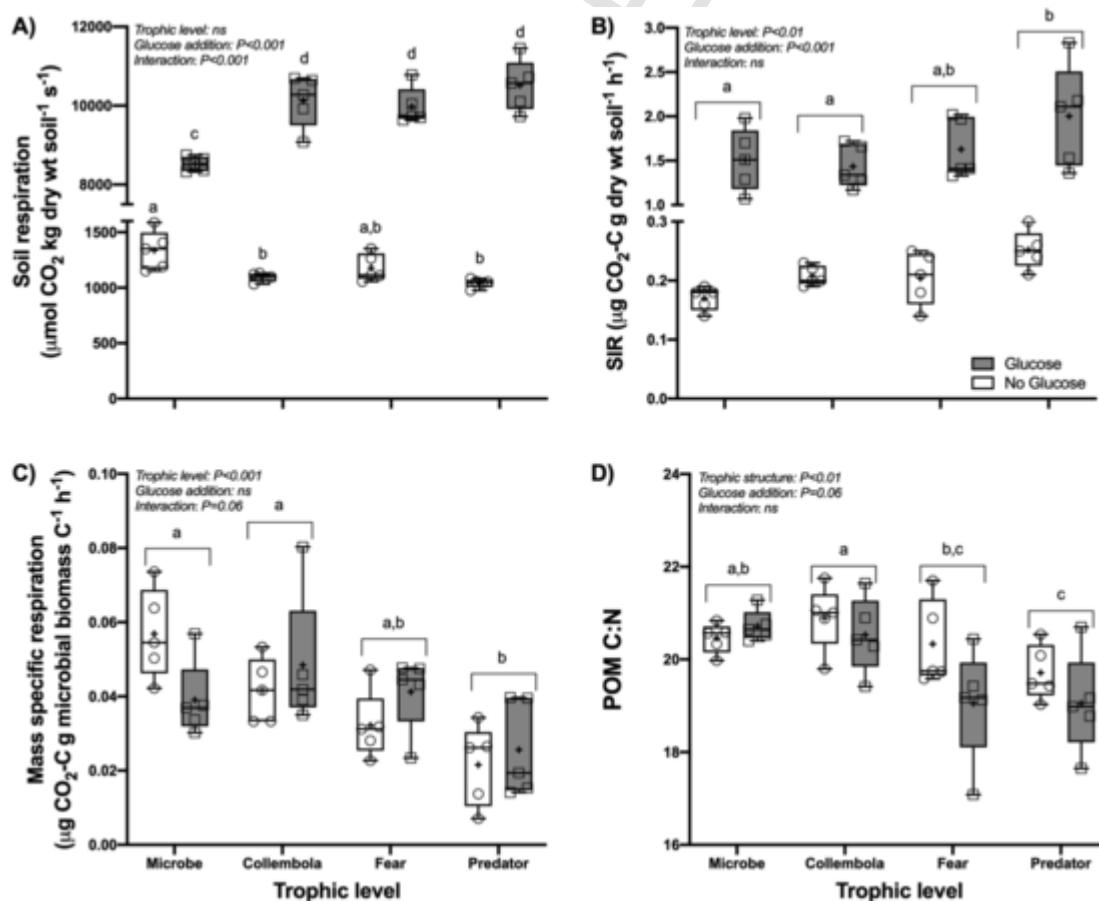 A)
Trophic level: ns
Glucose addition: P<0.001
Interaction: P<0.001
Soil respiration
(μmol CO2 kg dry wt soil-1 s-1)
12000
10000
8000
1500
1000
500
0
a
c
b
d
a,b
d
b
d
B)
Trophic level: P<0.01
Glucose addition: P<0.001
Interaction: ns
SIR (μg CO2-C g dry wt soil-1 h-1)
3.0
2.5
2.0
1.5
1.0
0.3
0.2
0.1
0.0
a
a
a,b
b
Glucose
No Glucose
C)
Trophic level: P<0.001
Glucose addition: ns
Interaction: P=0.06
Mass specific respiration
(μg CO2-C g microbial biomass C-1 h-1)
0.10
0.08
0.06
0.04
0.02
0.00
a
a
a,b
b
Microbe Collembola Fear Predator
Trophic level
D)
Trophic structure: P<0.01
Glucose addition: P=0.06
Interaction: ns
POM C:N
24
22
20
18
16
a,b
a
b,c
c
Microbe Collembola Fear Predator
Trophic level